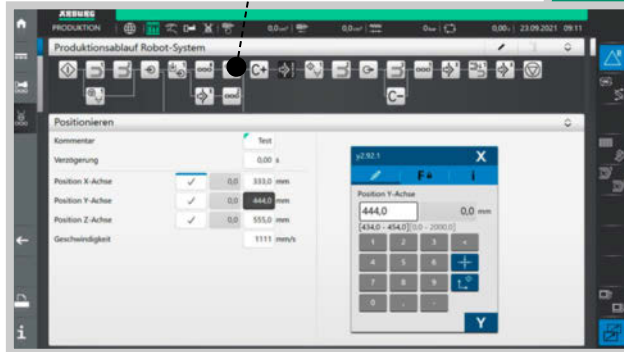 ARBURG
PRODUKTION 0,00 s 23.09.2021 09:11
Produktionsablauf Robot-System
C+
C-
Positionieren
Kommentar Test
Verzögerung 0,00 s
Position X-Achse 0,0 333,0 mm
Position Y-Achse 0,0 444,0 mm
Position Z-Achse 0,0 555,0 mm
Geschwindigkeit 1111 mm/s
y2.92.1 X
F i
Position Y-Achse
444,0 0,0 mm
[434,0 - 454,0][0,0 - 2000,0]
1 2 3 <
4 5 6
7 8 9
0 . -
Y
i